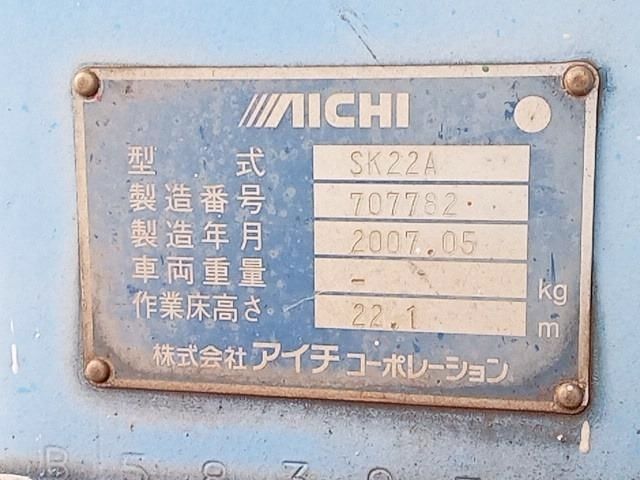 AICHI
型式 SK22A
製造番号 707782
製造年月 2007.05
車両重量 - kg
作業床高さ 22.1 m
株式会社アイチコーポレーション